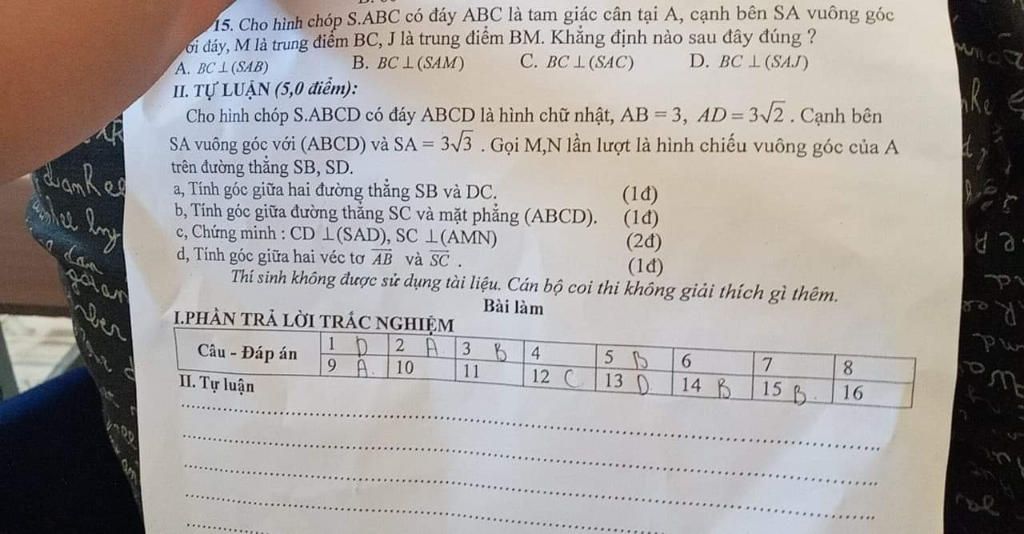 15. Cho hình chóp S.ABC có đáy ABC là tam giác cân tại A, cạnh bên SA vuông góc
ới đáy, M là trung điểm BC, J là trung điểm BM. Khẳng định nào sau đây đúng ?
A. BC ⊥ (SAB) B. BC ⊥ (SAM) C. BC ⊥ (SAC) D. BC ⊥ (SAJ)
II. TỰ LUẬN (5,0 điểm):
Cho hình chóp S.ABCD có đáy ABCD là hình chữ nhật, AB = 3, AD = 3√2 . Cạnh bên
SA vuông góc với (ABCD) và SA = 3√3 . Gọi M,N lần lượt là hình chiếu vuông góc của A
trên đường thẳng SB, SD.
a, Tính góc giữa hai đường thẳng SB và DC. (1đ)
b, Tính góc giữa đường thẳng SC và mặt phẳng (ABCD). (1đ)
c, Chứng minh : CD ⊥(SAD), SC ⊥(AMN) (2đ)
d, Tính góc giữa hai véc tơ \overrightarrow{AB} và \overrightarrow{SC} . (1đ)
Thí sinh không được sử dụng tài liệu. Cán bộ coi thi không giải thích gì thêm.
Bài làm
I.PHẦN TRẢ LỜI TRẮC NGHIỆM
Câu - Đáp án
1 D 2 A 3 B 4 5 B 6 7 8
9 A. 10 11 12 C 13 D 14 B 15 B. 16
II. Tự luận